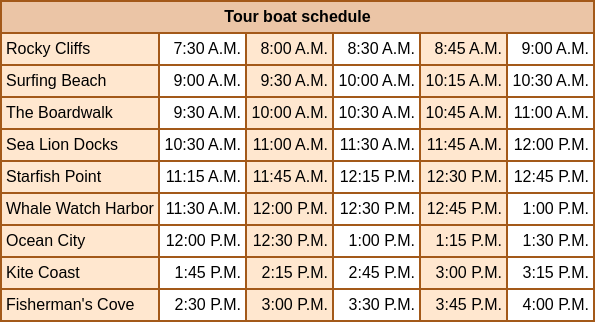 Tour boat schedule
Rocky Cliffs 7:30 A.M. 8:00 A.M. 8:30 A.M. 8:45 A.M. 9:00 A.M.
Surfing Beach 9:00 A.M. 9:30 A.M. 10:00 A.M. 10:15 A.M. 10:30 A.M.
The Boardwalk 9:30 A.M. 10:00 A.M. 10:30 A.M. 10:45 A.M. 11:00 A.M.
Sea Lion Docks 10:30 A.M. 11:00 A.M. 11:30 A.M. 11:45 A.M. 12:00 P.M.
Starfish Point 11:15 A.M. 11:45 A.M. 12:15 P.M. 12:30 P.M. 12:45 P.M.
Whale Watch Harbor 11:30 A.M. 12:00 P.M. 12:30 P.M. 12:45 P.M. 1:00 P.M.
Ocean City 12:00 P.M. 12:30 P.M. 1:00 P.M. 1:15 P.M. 1:30 P.M.
Kite Coast 1:45 P.M. 2:15 P.M. 2:45 P.M. 3:00 P.M. 3:15 P.M.
Fisherman's Cove 2:30 P.M. 3:00 P.M. 3:30 P.M. 3:45 P.M. 4:00 P.M.